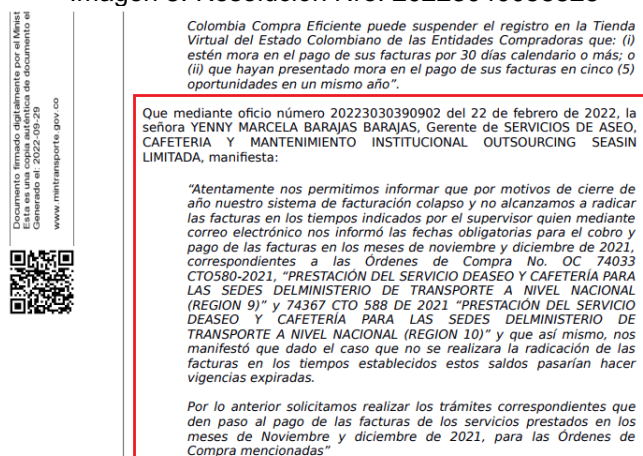 Colombia Compra Eficiente puede suspender el registro en la Tienda
Virtual del Estado Colombiano de las Entidades Compradoras que: (i)
estén mora en el pago de sus facturas por 30 días calendario o más; o
(ii) que hayan presentado mora en el pago de sus facturas en cinco (5)
oportunidades en un mismo año”.
Que mediante oficio número 20223030390902 del 22 de febrero de 2022, la
señora YENNY MARCELA BARAJAS BARAJAS, Gerente de SERVICIOS DE ASEO,
CAFETERIA Y MANTENIMIENTO INSTITUCIONAL OUTSOURCING SEASIN
LIMITADA, manifiesta:
“Atentamente nos permitimos informar que por motivos de cierre de
año nuestro sistema de facturación colapso y no alcanzamos a radicar
las facturas en los tiempos indicados por el supervisor quien mediante
correo electrónico nos informó las fechas obligatorias para el cobro y
pago de las facturas en los meses de noviembre y diciembre de 2021,
correspondientes a las Órdenes de Compra No. OC 74033
CTO580-2021, “PRESTACIÓN DEL SERVICIO DEASEO Y CAFETERÍA PARA
LAS SEDES DELMINISTERIO DE TRANSPORTE A NIVEL NACIONAL
(REGION 9)” y 74367 CTO 588 DE 2021 “PRESTACIÓN DEL SERVICIO
DEASEO Y CAFETERÍA PARA LAS SEDES DELMINISTERIO DE
TRANSPORTE A NIVEL NACIONAL (REGION 10)” y que así mismo, nos
manifestó que dado el caso que no se realizara la radicación de las
facturas en los tiempos establecidos estos saldos pasarían hacer
vigencias expiradas.
Por lo anterior solicitamos realizar los trámites correspondientes que
den paso al pago de las facturas de los servicios prestados en los
meses de Noviembre y diciembre de 2021, para las Órdenes de
Compra mencionadas”
Documento firmado digitalmente por el Minist
Esta es una copia auténtica de documento el
Generado el: 2022-09-29
www.mintransporte.gov.co